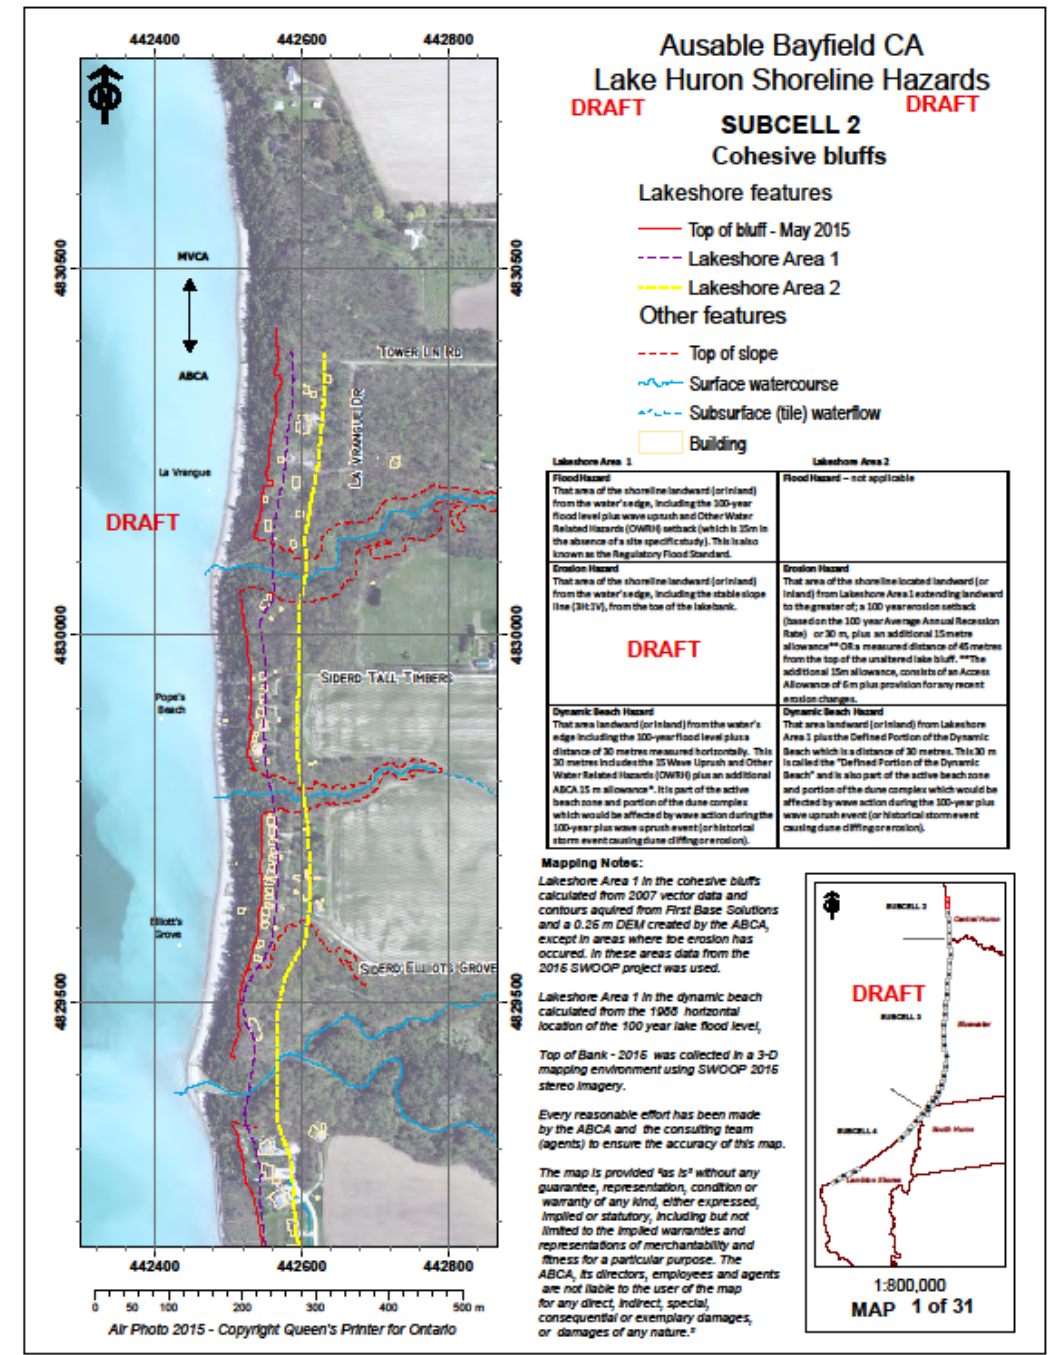 Ausable Bayfield CA
Lake Huron Shoreline Hazards
DRAFT
DRAFT
SUBCELL 2
Cohesive bluffs
Lakeshore features
Top of bluff - May 2015
Lakeshore Area 1
Lakeshore Area 2
Other features
Top of slope
Surface watercourse
Subsurface (tile) waterflow
Building
442400
442600
442800
N
4830500
4830500
MVCA
ABCA
TOWER LN RD
LA VRANGUE DR
La Vrangue
DRAFT
4830000
4830000
SIDERD TALL TIMBERS
Pope's
Beach
Elliott's
Grove
SIDERD ELLIOTS GROVE
4829500
4829500
442400
442600
442800
0 50 100 200 300 400 500 m
Air Photo 2015 - Copyright Queen's Printer for Ontario
Lakeshore Area 1
Lakeshore Area 2
Flood Hazard
That area of the shoreline landward (or inland)
from the water's edge, including the 100-year
flood level plus wave uprush and Other Water
Related Hazards (OWRH) setback (which is 15m in
the absence of a site specific study). This is also
known as the Regulatory Flood Standard.
Flood Hazard – not applicable
Erosion Hazard
That area of the shoreline landward (or inland)
from the water's edge, including the stable slope
line (3H:1V), from the toe of the lakebank.
DRAFT
Erosion Hazard
That area of the shoreline located landward (or
inland) from Lakeshore Area 1 extending landward
to the greater of; a 100 year erosion setback
(based on the 100 year Average Annual Recession
Rate) or 30 m, plus an additional 15 metre
allowance** OR a measured distance of 45 metres
from the top of the unaltered lake bluff. **The
additional 15m allowance, consists of an Access
Allowance of 6m plus provision for any recent
erosion changes.
Dynamic Beach Hazard
That area landward (or inland) from the water's
edge including the 100-year flood level plus a
distance of 30 metres measured horizontally. This
30 metres includes the 15 Wave Uprush and Other
Water Related Hazards (OWRH) plus an additional
ABCA 15 m allowance*. It is part of the active
beach zone and portion of the dune complex
which would be affected by wave action during the
100-year plus wave uprush event (or historical
storm event causing dune cliffing or erosion).
Dynamic Beach Hazard
That area landward (or inland) from Lakeshore
Area 1 plus the Defined Portion of the Dynamic
Beach which is a distance of 30 metres. This 30 m
is called the "Defined Portion of the Dynamic
Beach" and is also part of the active beach zone
and portion of the dune complex which would be
affected by wave action during the 100-year plus
wave uprush event (or historical storm event
causing dune cliffing or erosion).
Mapping Notes:
Lakeshore Area 1 in the cohesive bluffs
calculated from 2007 vector data and
contours aquired from First Base Solutions
and a 0.25 m DEM created by the ABCA,
except in areas where toe erosion has
occured. In these areas data from the
2015 SWOOP project was used.
Lakeshore Area 1 in the dynamic beach
calculated from the 1988 horizontal
location of the 100 year lake flood level,
Top of Bank - 2015 was collected in a 3-D
mapping environment using SWOOP 2015
stereo imagery.
Every reasonable effort has been made
by the ABCA and the consulting team
(agents) to ensure the accuracy of this map.
The map is provided "as is" without any
guarantee, representation, condition or
warranty of any kind, either expressed,
implied or statutory, including but not
limited to the implied warranties and
representations of merchantability and
fitness for a particular purpose. The
ABCA, its directors, employees and agents
are not liable to the user of the map
for any direct, indirect, special,
consequential or exemplary damages,
or damages of any nature."
SUBCELL 2
Central Huron
DRAFT
SUBCELL 3
Bluewater
SUBCELL 4
South Huron
Lambton Shores
1:800,000
MAP 1 of 31